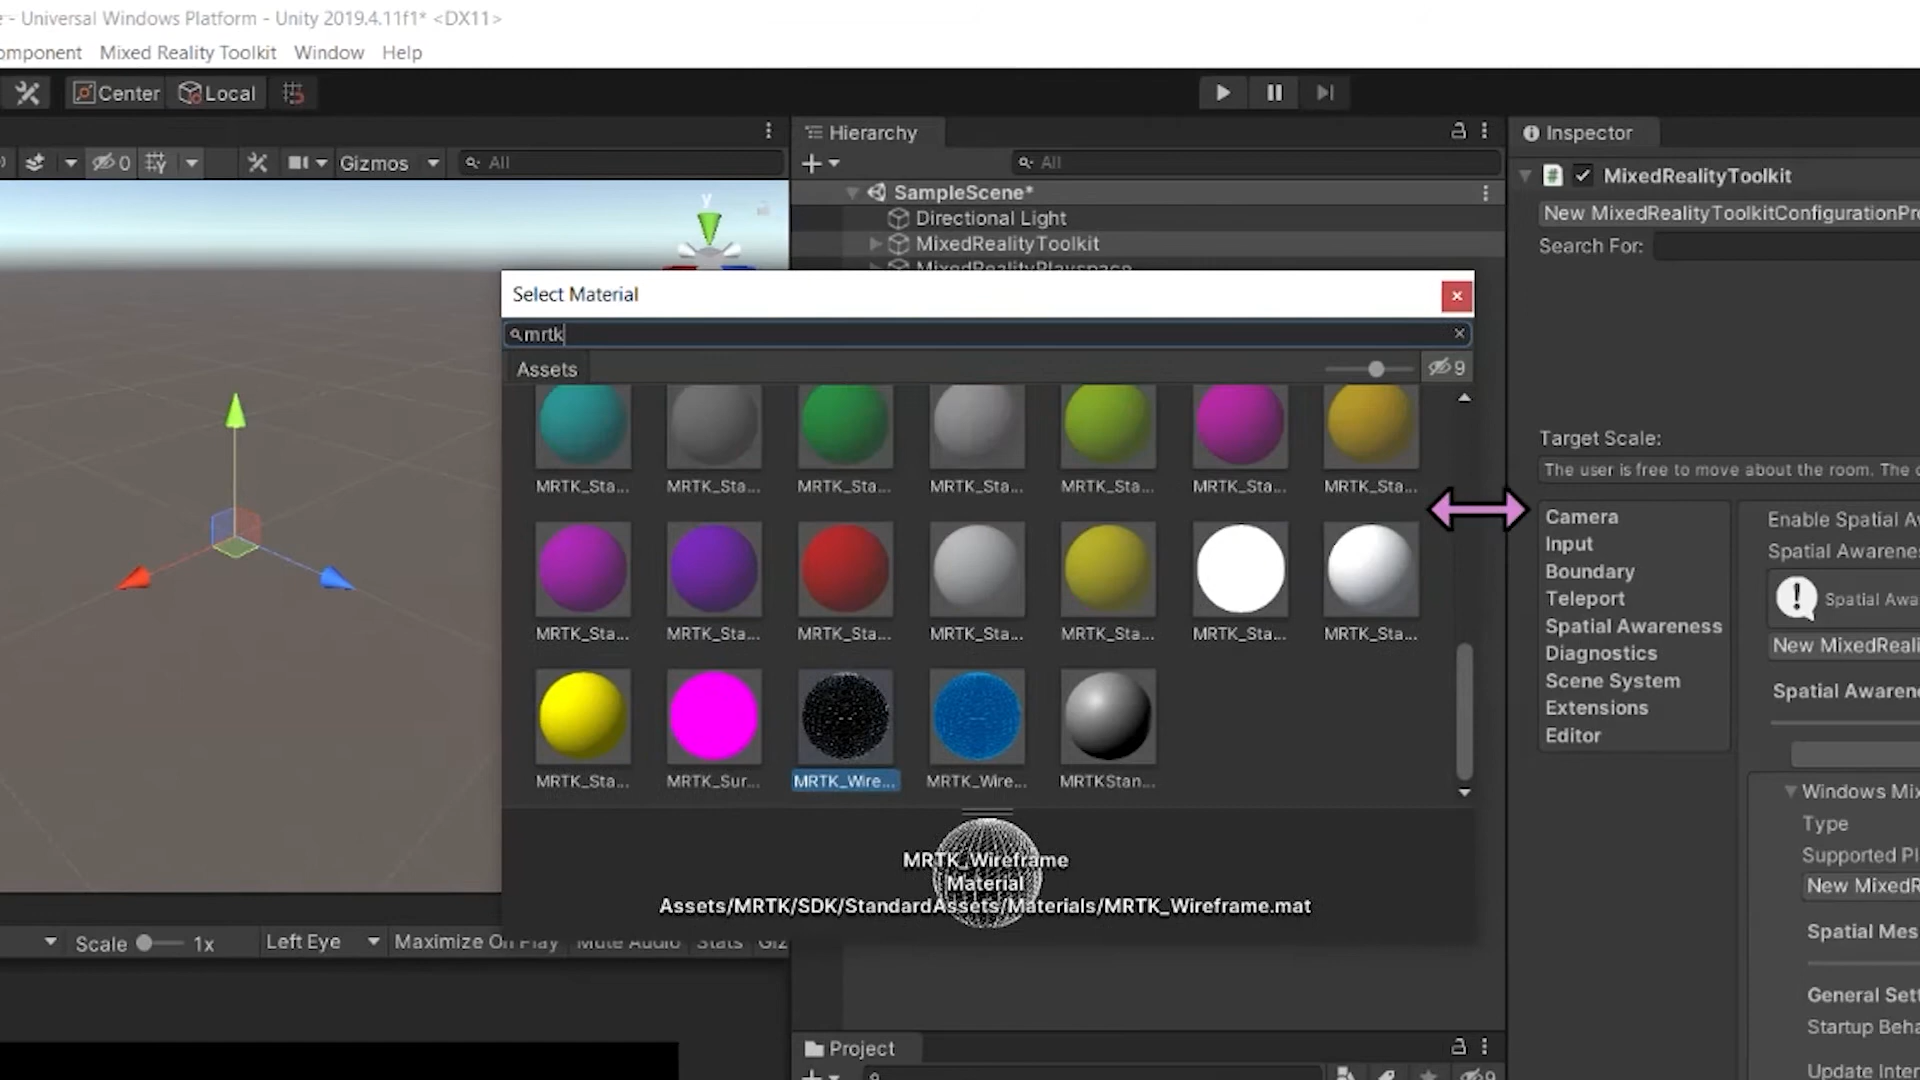 - Universal Windows Platform - Unity 2019.4.11f1* <DX11>
omponent Mixed Reality Toolkit Window Help
Center Local
Hierarchy
Inspector
0 Gizmos All
All
MixedRealityToolkit
SampleScene*
New MixedRealityToolkitConfigurationPr
Directional Light
MixedRealityToolkit
Search For:
MixedRealityPlayspace
Select Material
mrtk
Assets
9
Target Scale:
The user is free to move about the room. The
MRTK_Sta... MRTK_Sta... MRTK_Sta... MRTK_Sta... MRTK_Sta... MRTK_Sta... MRTK_Sta...
MRTK_Sta... MRTK_Sta... MRTK_Sta... MRTK_Sta... MRTK_Sta... MRTK_Sta... MRTK_Sta...
MRTK_Sta... MRTK_Sur... MRTK_Wire... MRTK_Wire... MRTKStan...
MRTK_Wireframe
Material
Assets/MRTK/SDK/StandardAssets/Materials/MRTK_Wireframe.mat
Camera
Input
Boundary
Teleport
Spatial Awareness
Diagnostics
Scene System
Extensions
Editor
Enable Spatial A
Spatial Awarene
Spatial Awa
New MixedReali
Spatial Awaren
Windows Mix
Type
Supported Pl
New MixedR
Spatial Mes
General Sett
Startup Beha
Update Inter
Scale 1x Left Eye Maximize On Play Mute Audio Stats Giz
Project
9